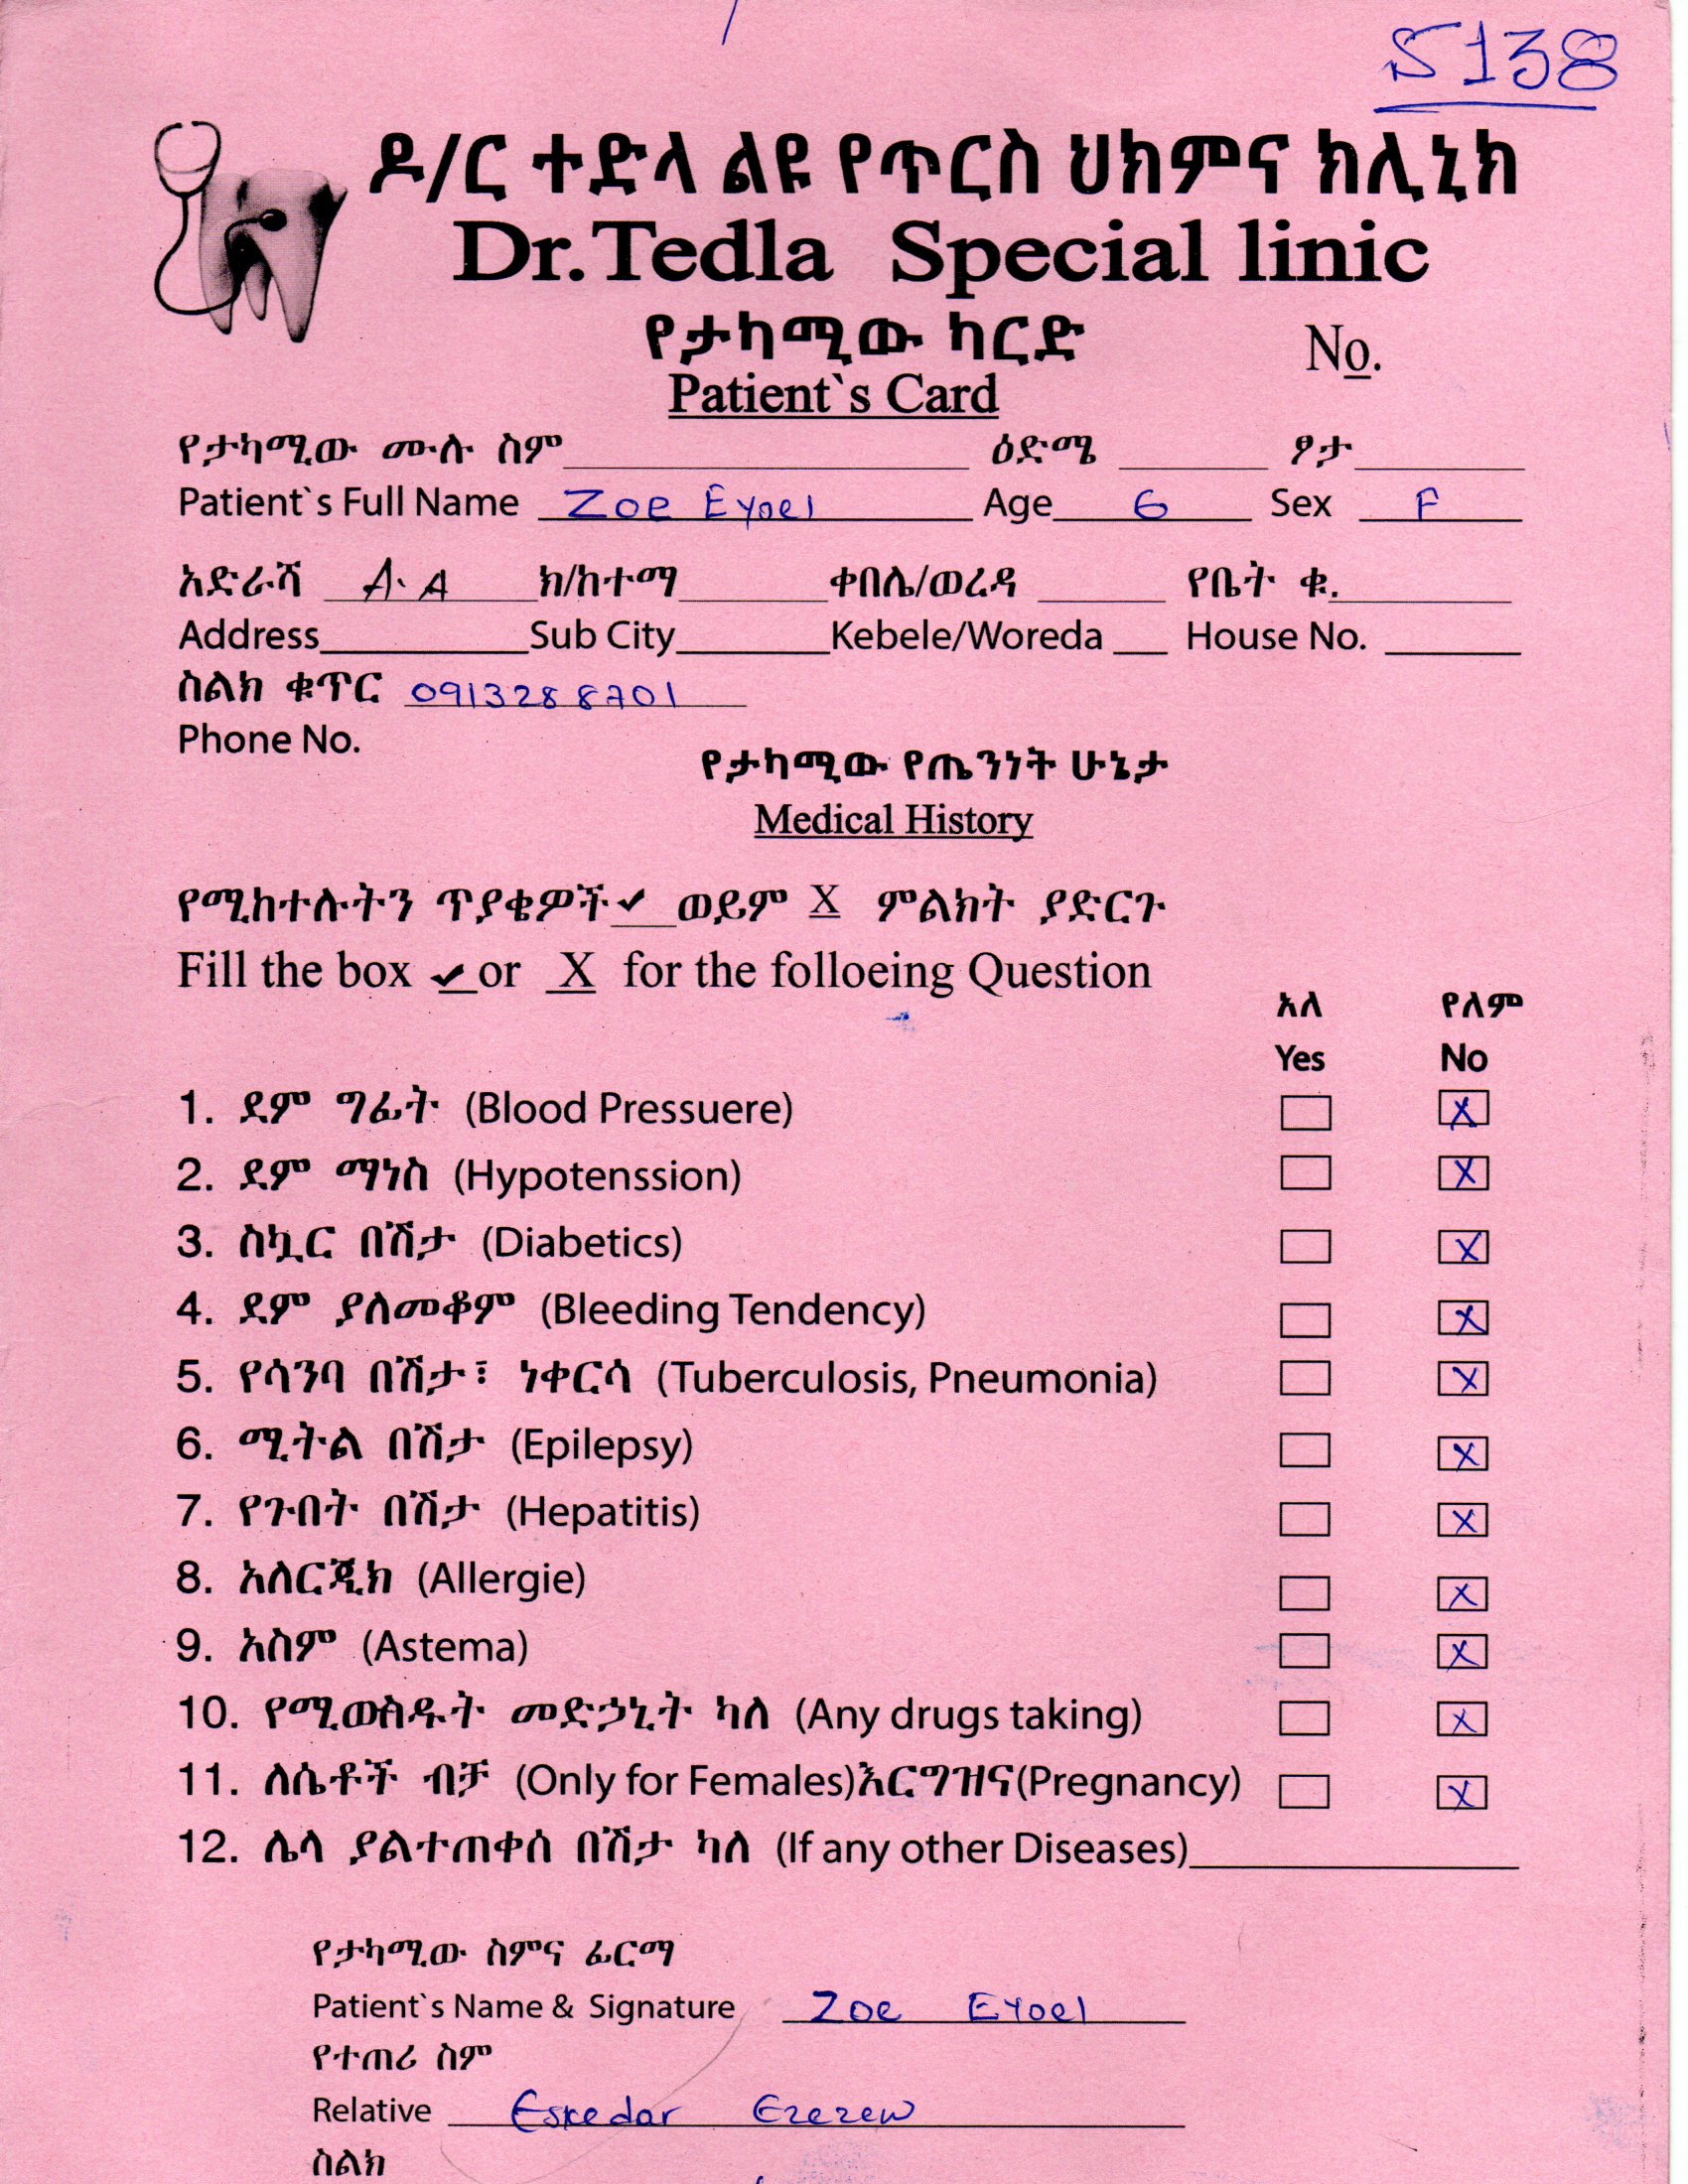 S138
ዶ/ር ተድላ ልዩ የጥርስ ህክምና ክሊኒክ
Dr.Tedla Special linic
የታካሚው ካርድ
No.
Patient`s Card
የታካሚው ሙሉ ስም ዕድሜ ፆታ
Patient`s Full Name Zoe Eyoel Age 6 Sex F
አድራሻ A.A ክ/ከተማ ቀበሌ/ወረዳ የቤት ቁ.
Address Sub City Kebele/Woreda House No.
ስልክ ቁጥር 0913288701
Phone No.
የታካሚው የጤንነት ሁኔታ
Medical History
የሚከተሉትን ጥያቄዎች ✔ ወይም X ምልክት ያድርጉ
Fill the box ✔ or X for the folloeing Question
አለ የለም
Yes No
1. ደም ግፊት (Blood Pressuere) X
2. ደም ማነስ (Hypotenssion) X
3. ስኳር በሽታ (Diabetics) X
4. ደም ያለመቆም (Bleeding Tendency) X
5. የሳንባ በሽታ፣ ነቀርሳ (Tuberculosis, Pneumonia) X
6. ሚትል በሽታ (Epilepsy) X
7. የጉበት በሽታ (Hepatitis) X
8. አለርጂክ (Allergie) X
9. አስም (Astema) X
10. የሚወስዱት መድኃኒት ካለ (Any drugs taking) X
11. ለሴቶች ብቻ (Only for Females)እርግዝና(Pregnancy) X
12. ሌላ ያልተጠቀሰ በሽታ ካለ (If any other Diseases)
የታካሚው ስምና ፊርማ
Patient`s Name & Signature Zoe Eyoel
የተጠሪ ስም
Relative Eskedar Ezezew
ስልክ